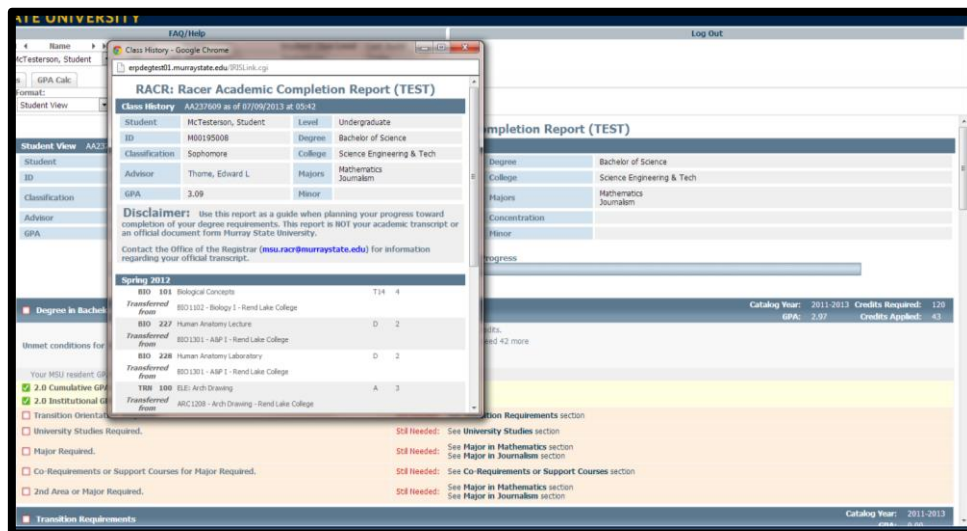 ATE UNIVERSITY
FAQ/Help
Log Out
Name
McTesterson, Student
GPA Calc
Format:
Student View
Class History - Google Chrome
erpdegtest01.murraystate.edu/IRISLink.cgi
RACR: Racer Academic Completion Report (TEST)
Class History AA237609 as of 07/09/2013 at 05:42
Student McTesterson, Student Level Undergraduate
ID M00195008 Degree Bachelor of Science
Classification Sophomore College Science Engineering & Tech
Advisor Thome, Edward L Majors Mathematics
Journalism
GPA 3.09 Minor
Disclaimer: Use this report as a guide when planning your progress toward
completion of your degree requirements. This report is NOT your academic transcript or
an official document form Murray State University.
Contact the Office of the Registrar (msu.racr@murraystate.edu) for information
regarding your official transcript.
Spring 2012
BIO 101 Biological Concepts T14 4
Transferred
from BIO1102 - Biology I - Rend Lake College
BIO 227 Human Anatomy Lecture D 2
Transferred
from BIO1301 - A&P I - Rend Lake College
BIO 228 Human Anatomy Laboratory D 2
Transferred
from BIO1301 - A&P I - Rend Lake College
TRN 100 ELE: Arch Drawing A 3
Transferred
from ARC1208 - Arch Drawing - Rend Lake College
mpletion Report (TEST)
Student View AA237
Student Degree Bachelor of Science
ID College Science Engineering & Tech
Classification Majors Mathematics
Journalism
Advisor Concentration
GPA Minor
Progress
Degree in Bachel Catalog Year: 2011-2013 Credits Required: 120
GPA: 2.97 Credits Applied: 43
Unmet conditions for
edits.
eed 42 more
Your MSU resident GP
2.0 Cumulative GPA
2.0 Institutional GP
Transition Orientat Still Needed: See Transition Requirements section
University Studies Required. Still Needed: See University Studies section
Major Required. Still Needed: See Major in Mathematics section
See Major in Journalism section
Co-Requirements or Support Courses for Major Required. Still Needed: See Co-Requirements or Support Courses section
2nd Area or Major Required. Still Needed: See Major in Mathematics section
See Major in Journalism section
Transition Requirements Catalog Year: 2011-2013
GPA: 0.00